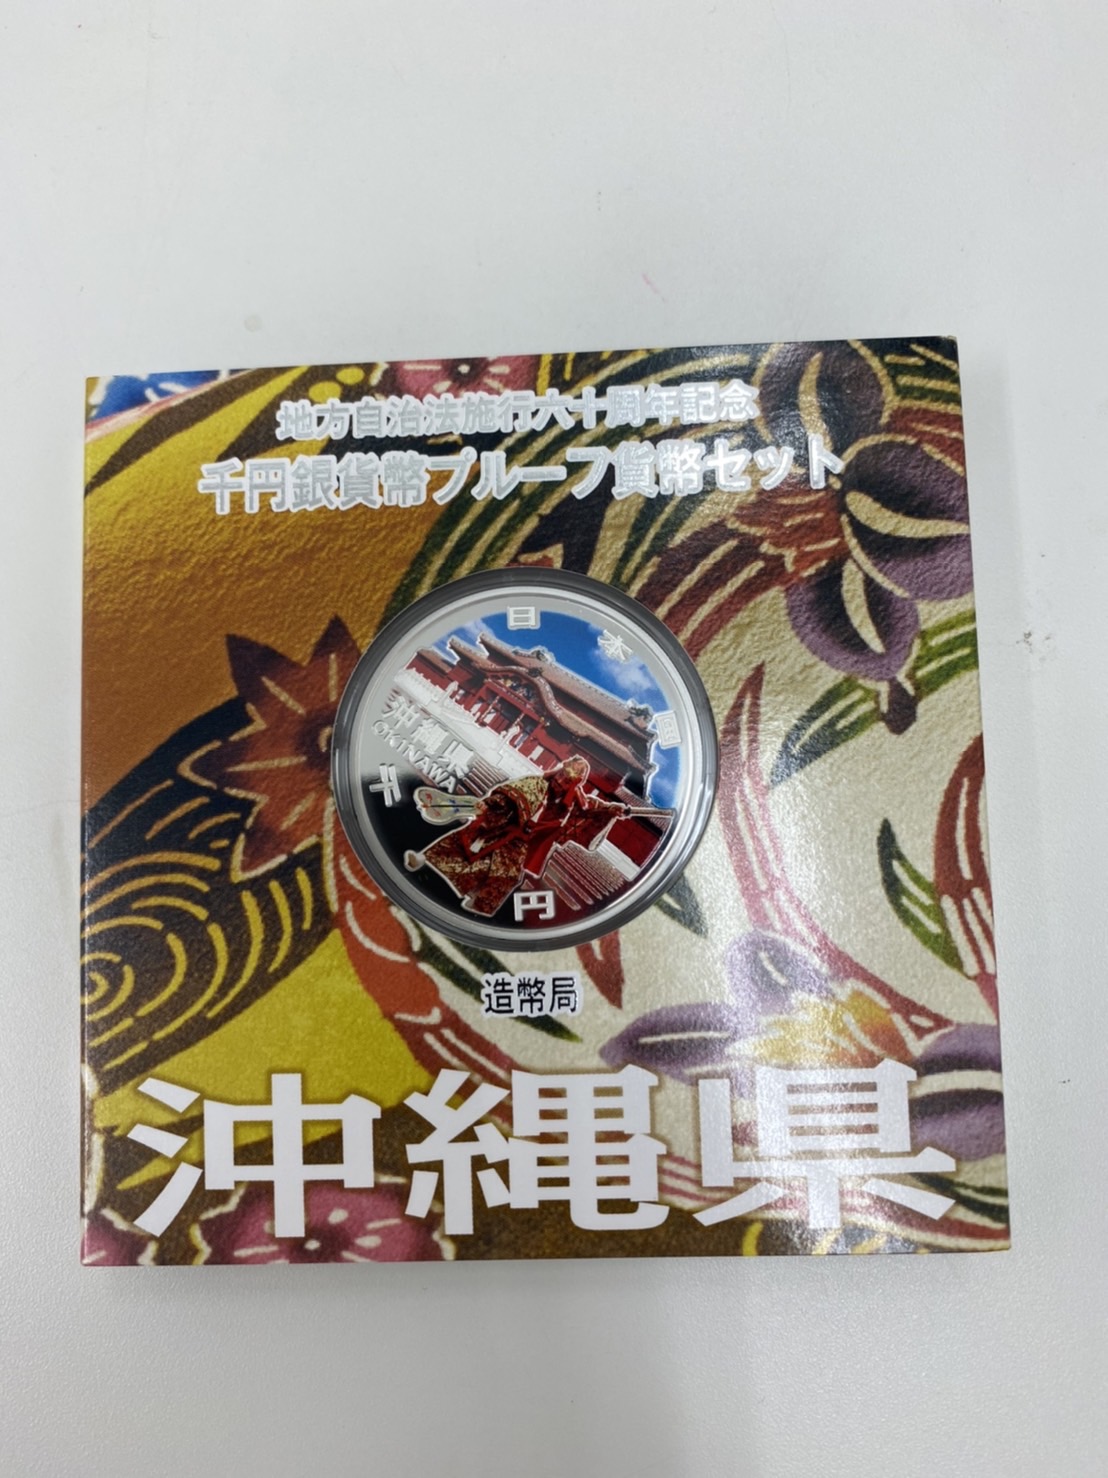 地方自治法施行六十周年記念
千円銀貨幣プルーフ貨幣セット
日本国
沖縄県
OKINAWA
千
円
造幣局
沖縄県